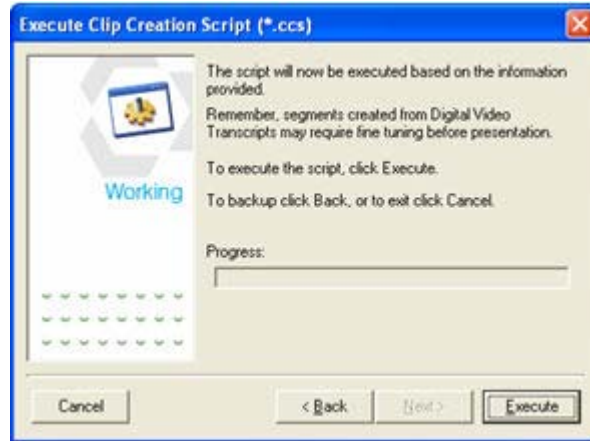 Execute Clip Creation Script (*.ccs)
The script will now be executed based on the information
provided.
Remember, segments created from Digital Video
Transcripts may require fine tuning before presentation.
To execute the script, click Execute.
Working
To backup click Back, or to exit click Cancel.
Progress:
Cancel
< Back
Next >
Execute